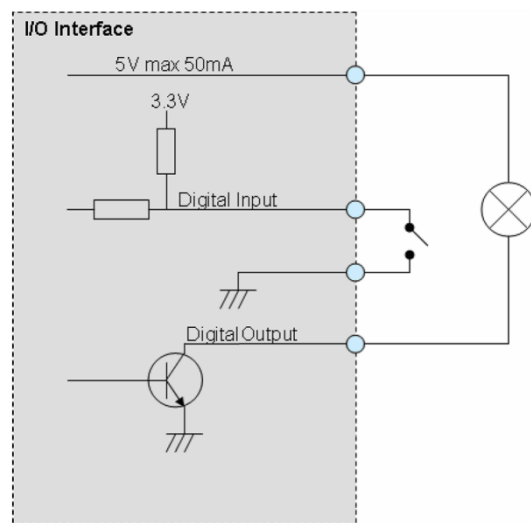 I/O Interface
5V max 50mA
3.3V
Digital Input
Digital Output